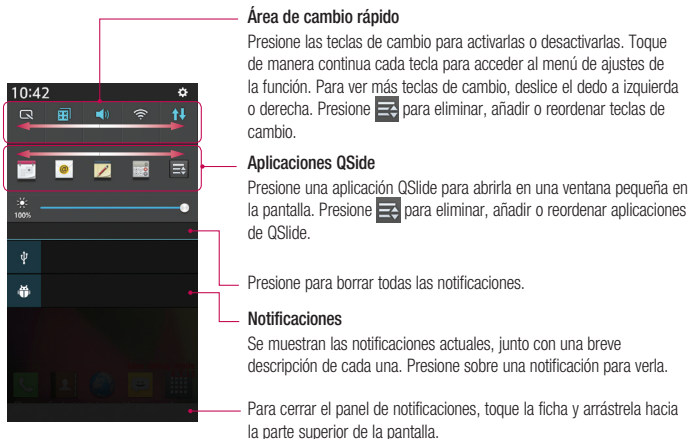 Área de cambio rápido
Presione las teclas de cambio para activarlas o desactivarlas. Toque
de manera continua cada tecla para acceder al menú de ajustes de
la función. Para ver más teclas de cambio, deslice el dedo a izquierda
o derecha. Presione para eliminar, añadir o reordenar teclas de
cambio.
10:42
Aplicaciones QSide
Presione una aplicación QSlide para abrirla en una ventana pequeña en
la pantalla. Presione para eliminar, añadir o reordenar aplicaciones
de QSlide.
100%
Presione para borrar todas las notificaciones.
Notificaciones
Se muestran las notificaciones actuales, junto con una breve
descripción de cada una. Presione sobre una notificación para verla.
Para cerrar el panel de notificaciones, toque la ficha y arrástrela hacia
la parte superior de la pantalla.